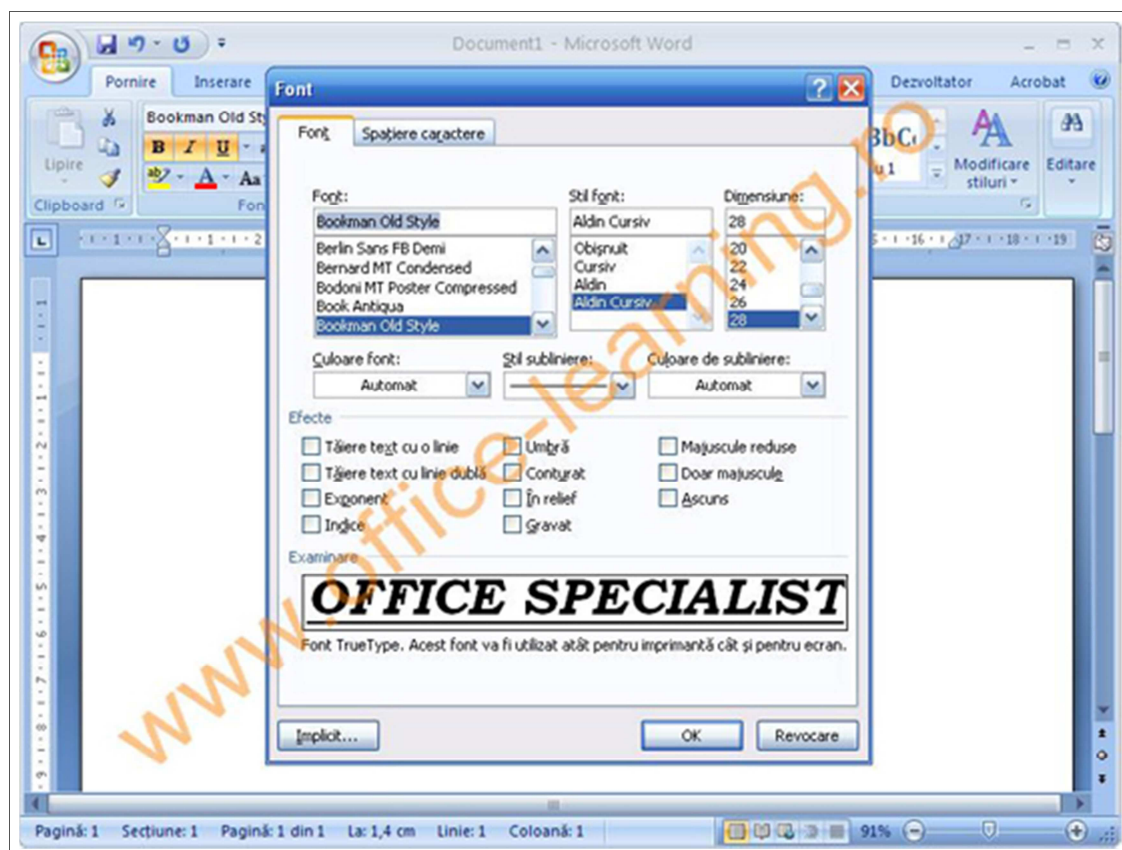 Document1 - Microsoft Word
Pornire Inserare Dezvoltator Acrobat
Font
Lipire
Clipboard
Bookman Old Sty
B I U
ab A Aa
Fon
BbC
u 1
Modificare stiluri
Editare
Font Spațiere caractere
Font: Stil font: Dimensiune:
Bookman Old Style Aldin Cursiv 28
Berlin Sans FB Demi Obișnuit 20
Bernard MT Condensed Cursiv 22
Bodoni MT Poster Compressed Aldin 24
Book Antiqua Aldin Cursiv 26
Bookman Old Style 28
Culoare font: Stil subliniere: Culoare de subliniere:
Automat Automat
Efecte
Tăiere text cu o linie Umbră Majuscule reduse
Tăiere text cu linie dublă Conturat Doar majuscule
Exponent În relief Ascuns
Indice Gravat
Examinare
OFFICE SPECIALIST
Font TrueType. Acest font va fi utilizat atât pentru imprimantă cât și pentru ecran.
Implicit... OK Revocare
Pagină: 1 Secțiune: 1 Pagină: 1 din 1 La: 1,4 cm Linie: 1 Coloană: 1 91%
www.office-learning.ro